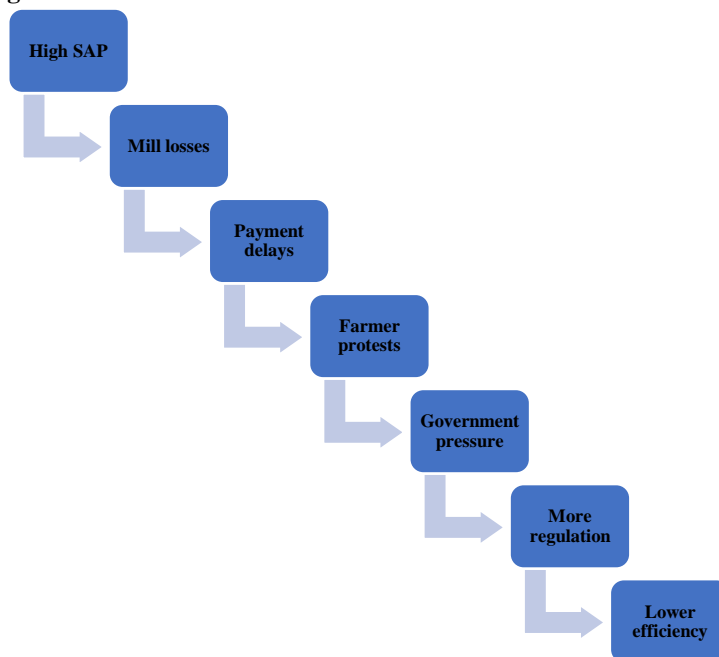 High SAP
Mill losses
Payment
delays
Farmer
protests
Government
pressure
More
regulation
Lower
efficiency